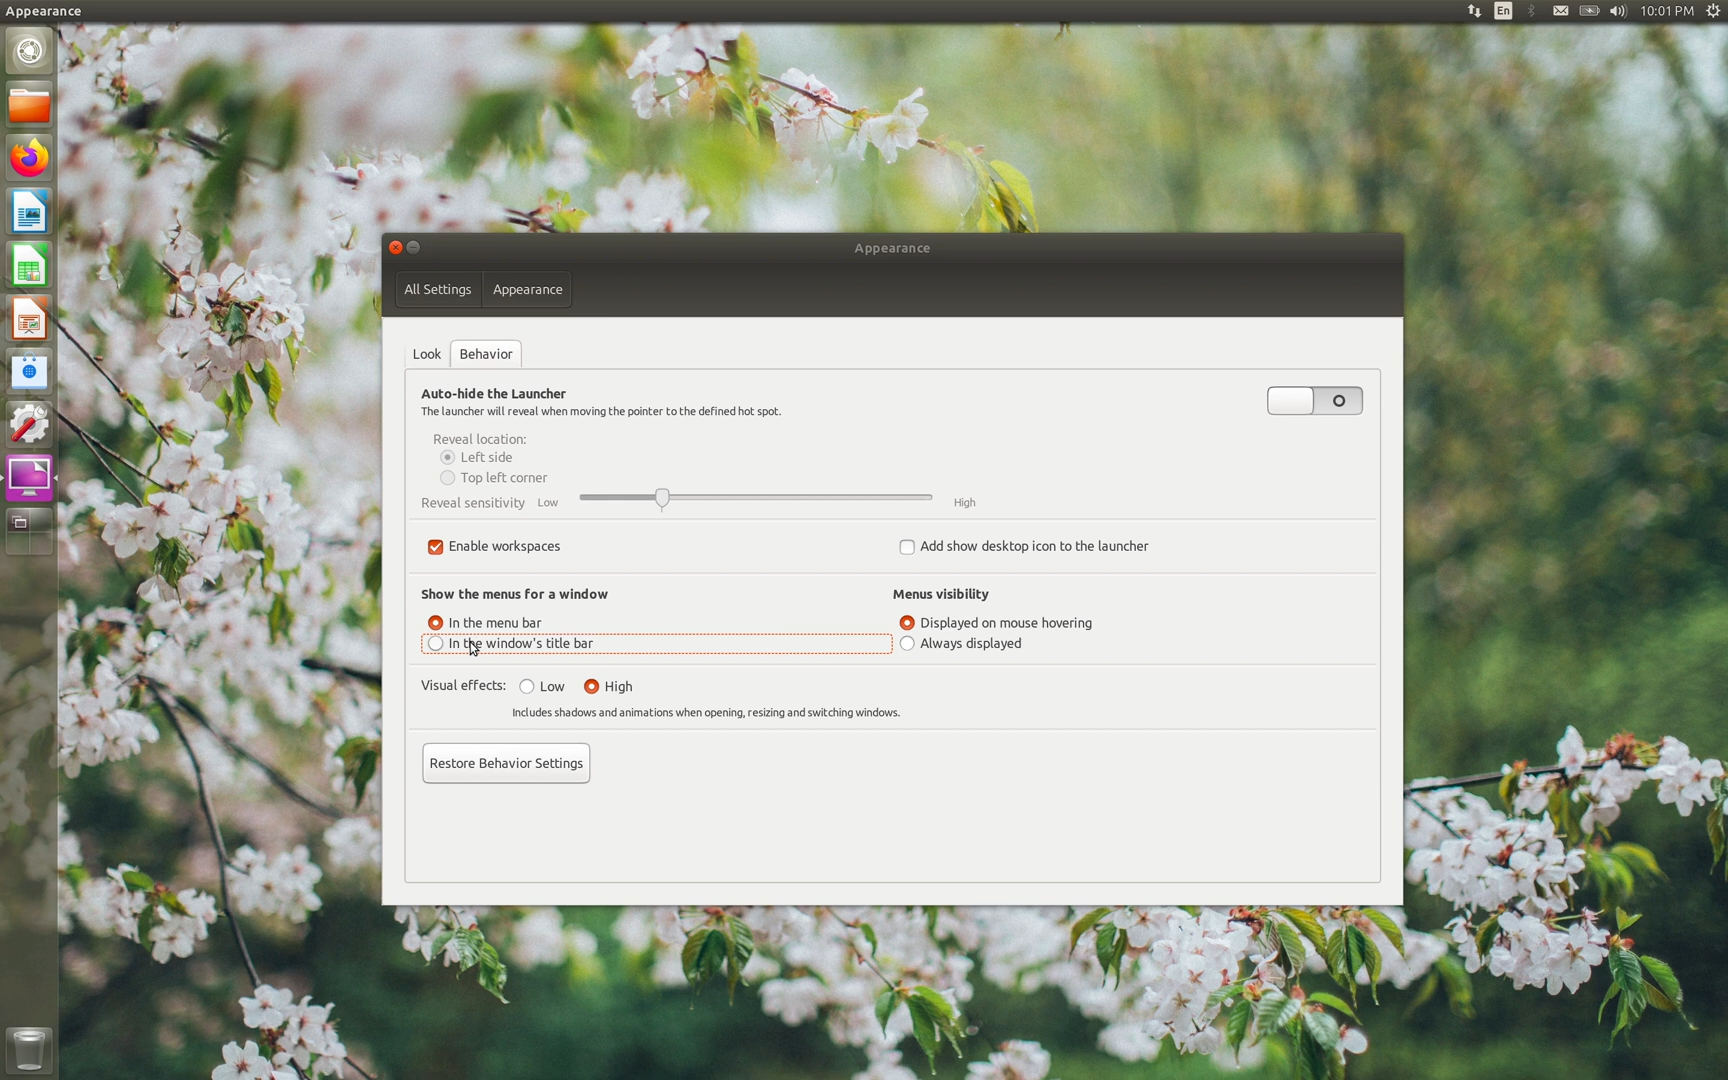 Appearance
En
10:01 PM
Appearance
All Settings
Appearance
Look
Behavior
Auto-hide the Launcher
The launcher will reveal when moving the pointer to the defined hot spot.
Reveal location:
Left side
Top left corner
Reveal sensitivity Low High
Enable workspaces
Add show desktop icon to the launcher
Show the menus for a window
Menus visibility
In the menu bar
Displayed on mouse hovering
In the window's title bar
Always displayed
Visual effects: Low High
Includes shadows and animations when opening, resizing and switching windows.
Restore Behavior Settings